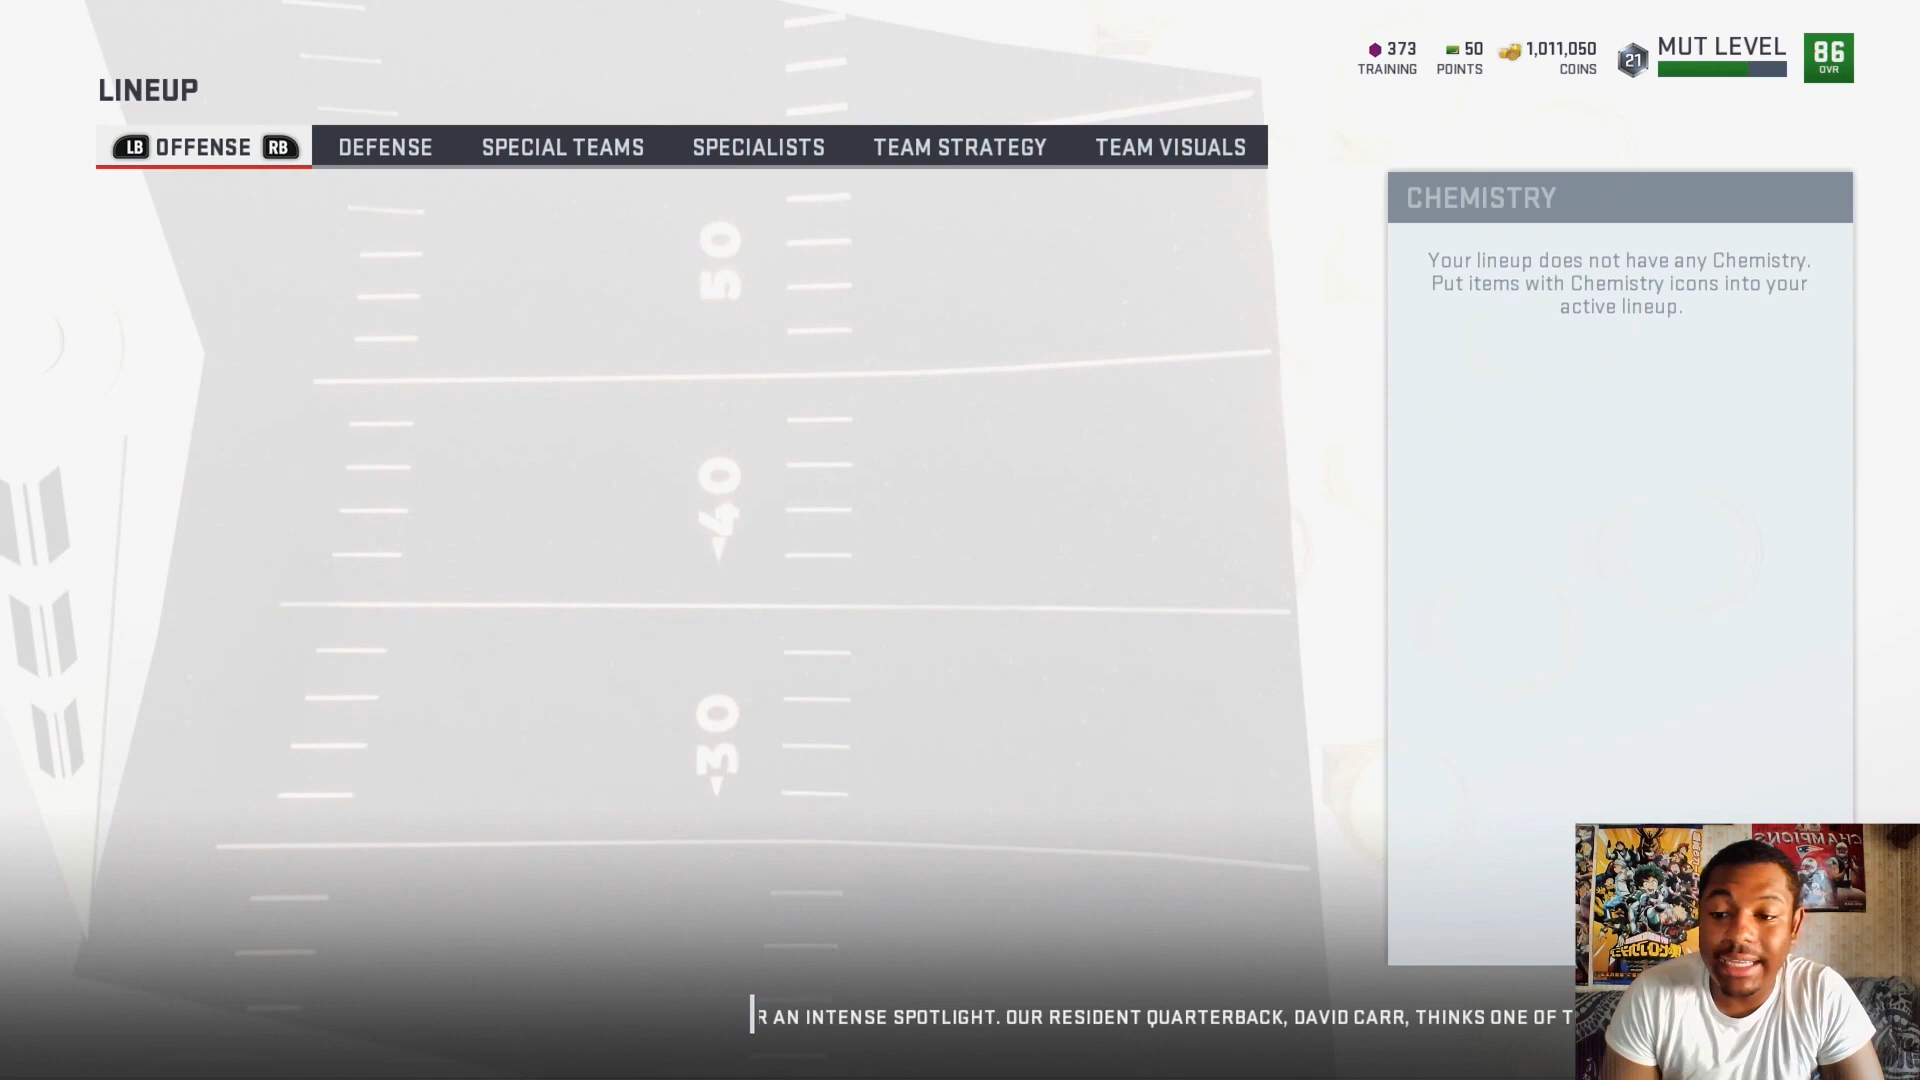 373
TRAINING
50
POINTS
1,011,050
COINS
21
MUT LEVEL
86
OVR
LINEUP
LB OFFENSE RB
DEFENSE
SPECIAL TEAMS
SPECIALISTS
TEAM STRATEGY
TEAM VISUALS
CHEMISTRY
Your lineup does not have any Chemistry.
Put items with Chemistry icons into your
active lineup.
50
40
30
CHAMPIONS
R AN INTENSE SPOTLIGHT. OUR RESIDENT QUARTERBACK, DAVID CARR, THINKS ONE OF T